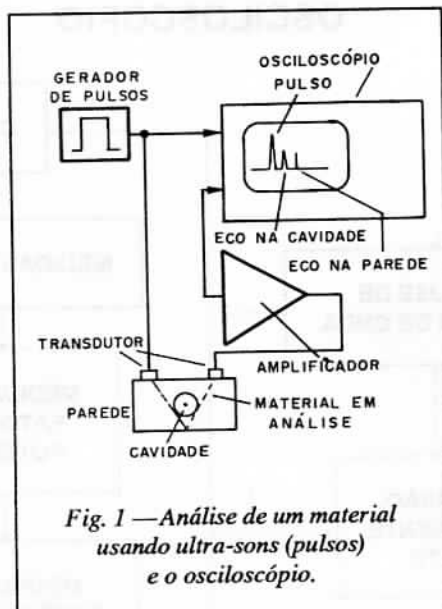 OSCILOSCÓPIO
GERADOR
DE PULSOS
PULSO
ECO NA CAVIDADE
ECO NA PAREDE
TRANSDUTOR
AMPLIFICADOR
PAREDE
MATERIAL EM
ANÁLISE
CAVIDADE
Fig. 1 — Análise de um material
usando ultra-sons (pulsos)
e o osciloscópio.